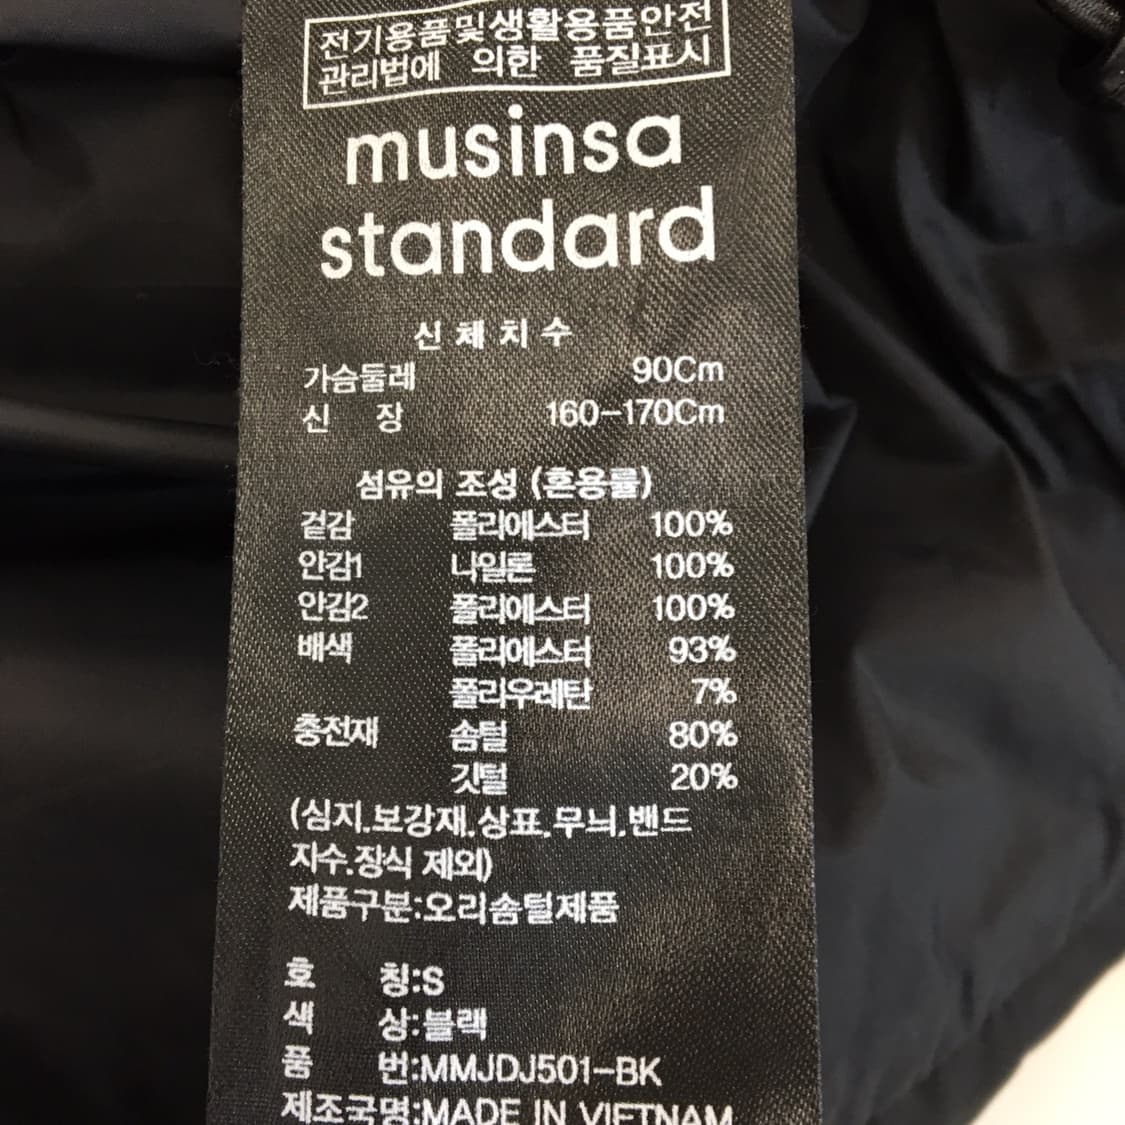 전기용품및생활용품안전
관리법에 의한 품질표시
musinsa
standard
신체치수
가슴둘레 90Cm
신 장 160-170Cm
섬유의 조성 (혼용률)
겉감 폴리에스터 100%
안감1 나일론 100%
안감2 폴리에스터 100%
배색 폴리에스터 93%
폴리우레탄 7%
충전재 솜털 80%
깃털 20%
(심지.보강재.상표.무늬.밴드
자수.장식 제외)
제품구분:오리솜털제품
호 칭:S
색 상:블랙
품 번:MMJDJ501-BK
제조국명:MADE IN VIETNAM